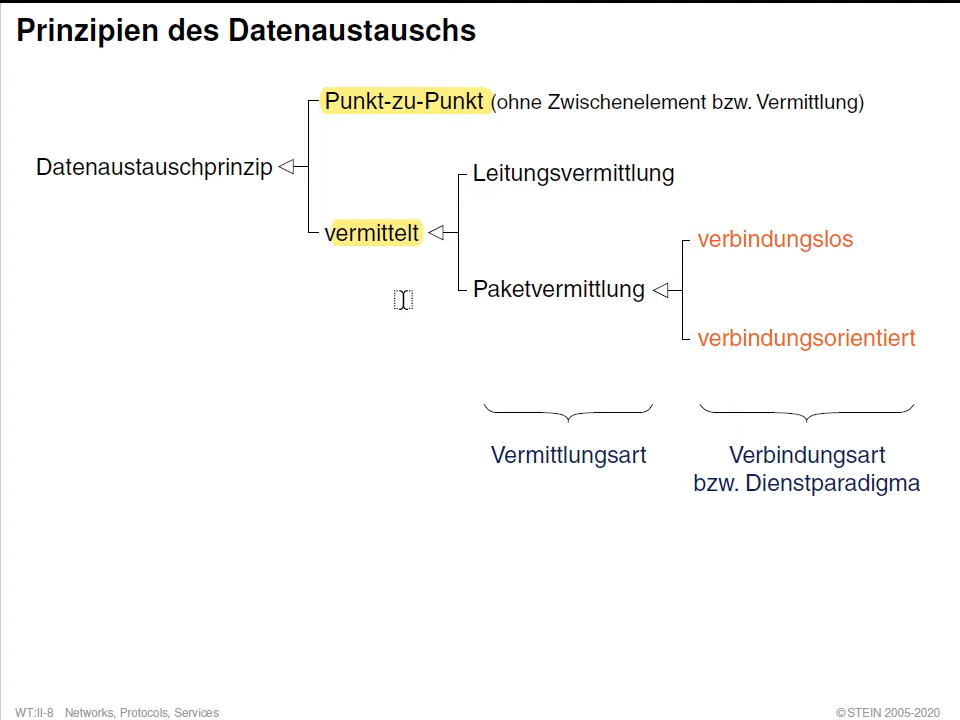 Prinzipien des Datenaustauschs
Punkt-zu-Punkt (ohne Zwischenelement bzw. Vermittlung)
Datenaustauschprinzip
Leitungsvermittlung
vermittelt
verbindungslos
Paketvermittlung
verbindungsorientiert
Vermittlungsart
Verbindungsart
bzw. Dienstparadigma
WT:II-8 Networks, Protocols, Services
©STEIN 2005-2020